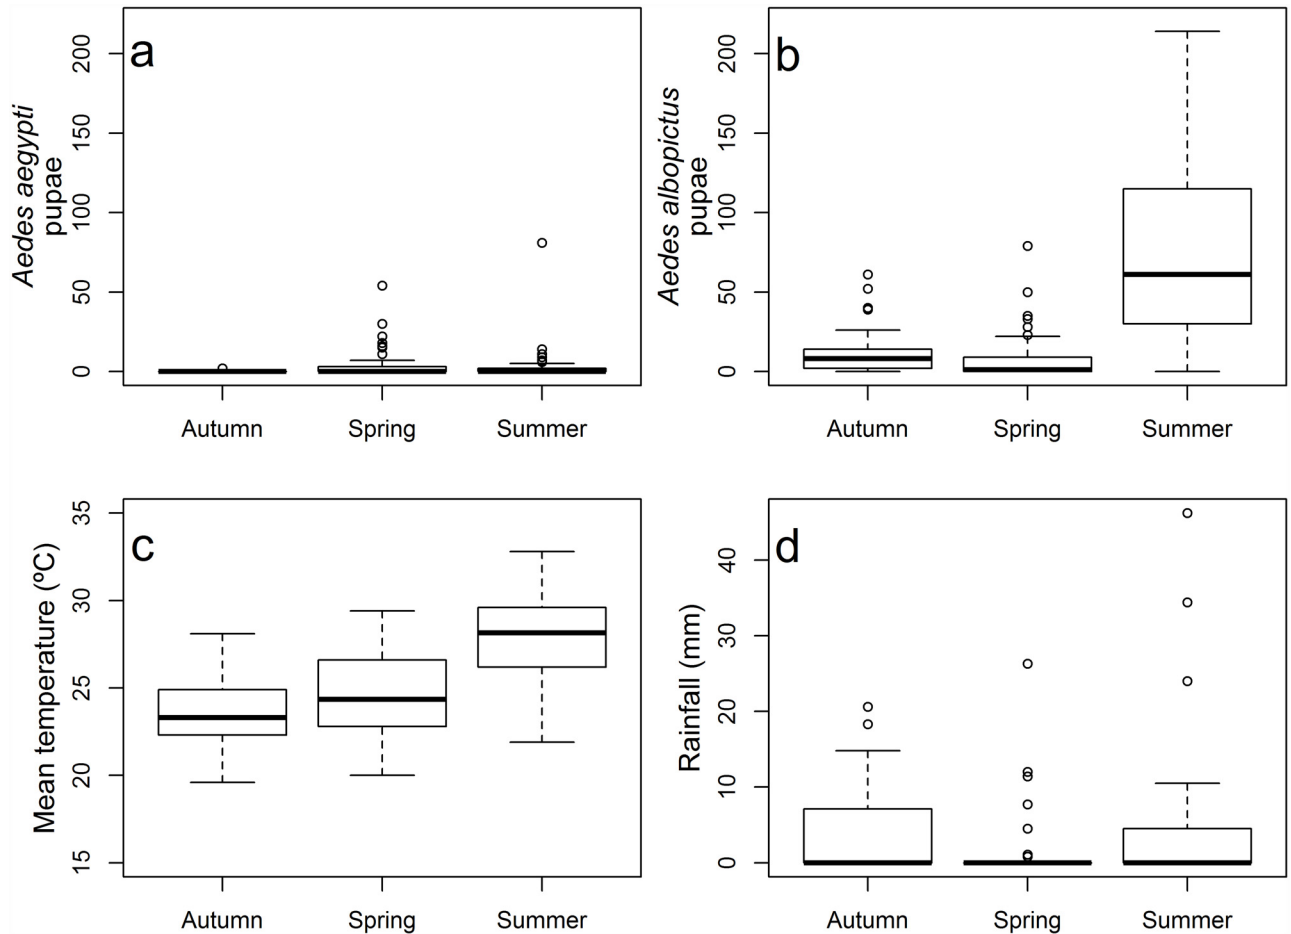 a
Aedes aegypti
pupae
200
150
100
50
0
Autumn Spring Summer
b
Aedes albopictus
pupae
200
150
100
50
0
Autumn Spring Summer
c
Mean temperature (ºC)
35
30
25
20
15
Autumn Spring Summer
d
Rainfall (mm)
40
30
20
10
0
Autumn Spring Summer